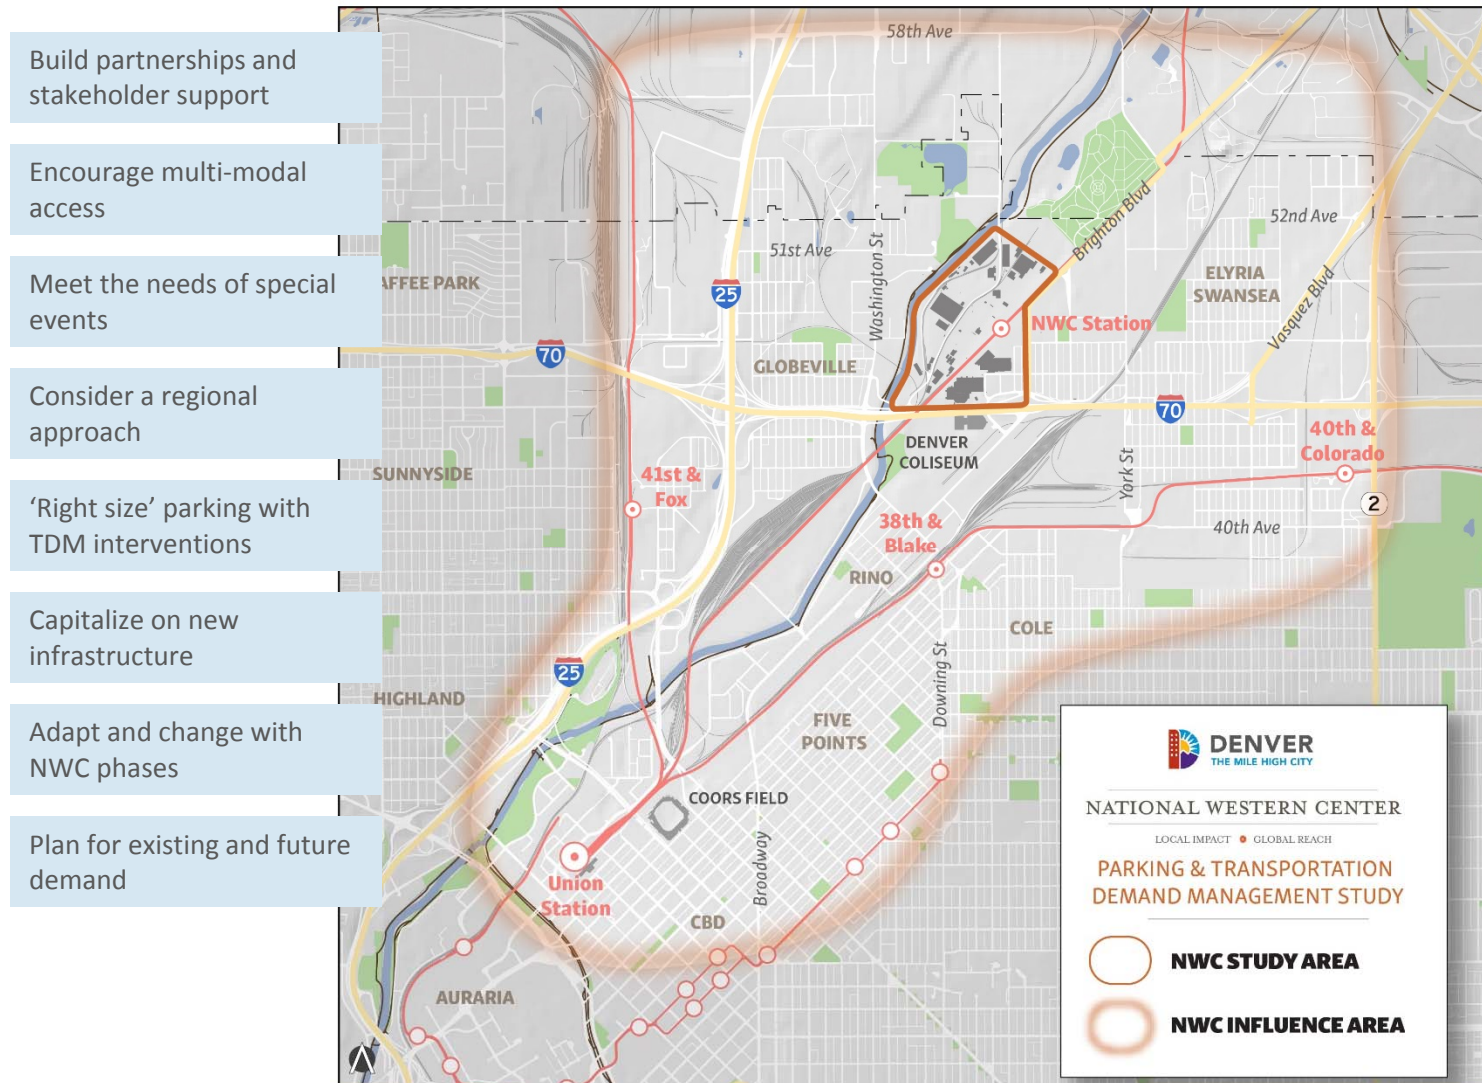 Build partnerships and
stakeholder support
Encourage multi-modal
access
Meet the needs of special
events
Consider a regional
approach
‘Right size’ parking with
TDM interventions
Capitalize on new
infrastructure
Adapt and change with
NWC phases
Plan for existing and future
demand
58th Ave
52nd Ave
51st Ave
Washington St
Brighton Blvd
Vasquez Blvd
AFFEE PARK
ELYRIA
SWANSEA
25
NWC Station
70
GLOBEVILLE
70
DENVER
COLISEUM
40th &
Colorado
SUNNYSIDE
41st &
Fox
York St
2
38th &
Blake
40th Ave
RINO
COLE
25
HIGHLAND
Downing St
FIVE
POINTS
COORS FIELD
Broadway
Union
Station
CBD
AURARIA
DENVER
THE MILE HIGH CITY
NATIONAL WESTERN CENTER
LOCAL IMPACT GLOBAL REACH
PARKING & TRANSPORTATION
DEMAND MANAGEMENT STUDY
NWC STUDY AREA
NWC INFLUENCE AREA